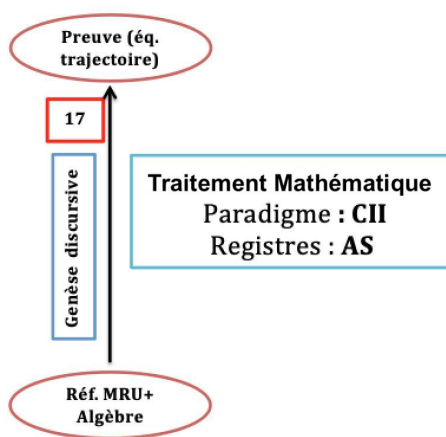 Preuve (éq.
trajectoire)
17
Genèse discursive
Traitement Mathématique
Paradigme : CII
Registres : AS
Réf. MRU+
Algèbre